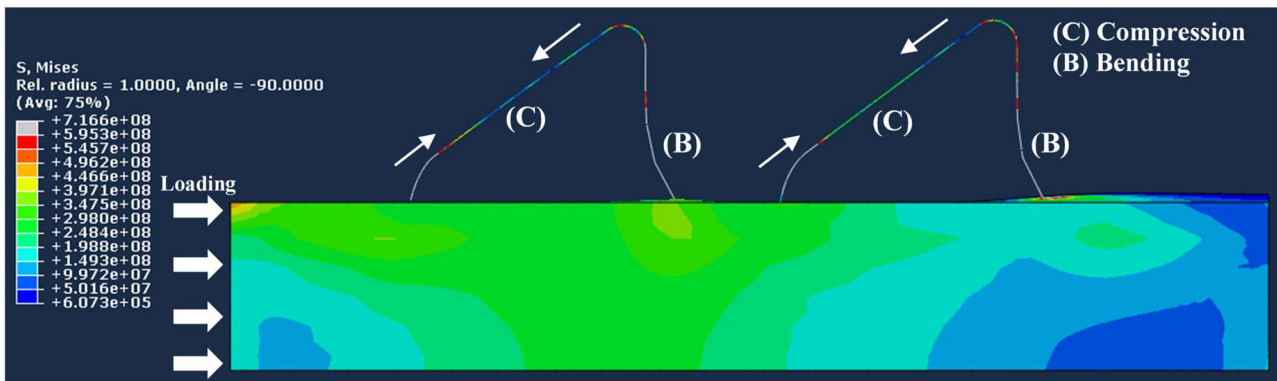 (C) Compression
(B) Bending
S, Mises
Rel. radius = 1.0000, Angle = -90.0000
(Avg: 75%)
+7.166e+08
+5.953e+08
+5.457e+08
+4.962e+08
+4.466e+08
+3.971e+08
+3.475e+08
+2.980e+08
+2.484e+08
+1.988e+08
+1.493e+08
+9.972e+07
+5.016e+07
+6.073e+05
(C)
(B)
(C)
(B)
Loading